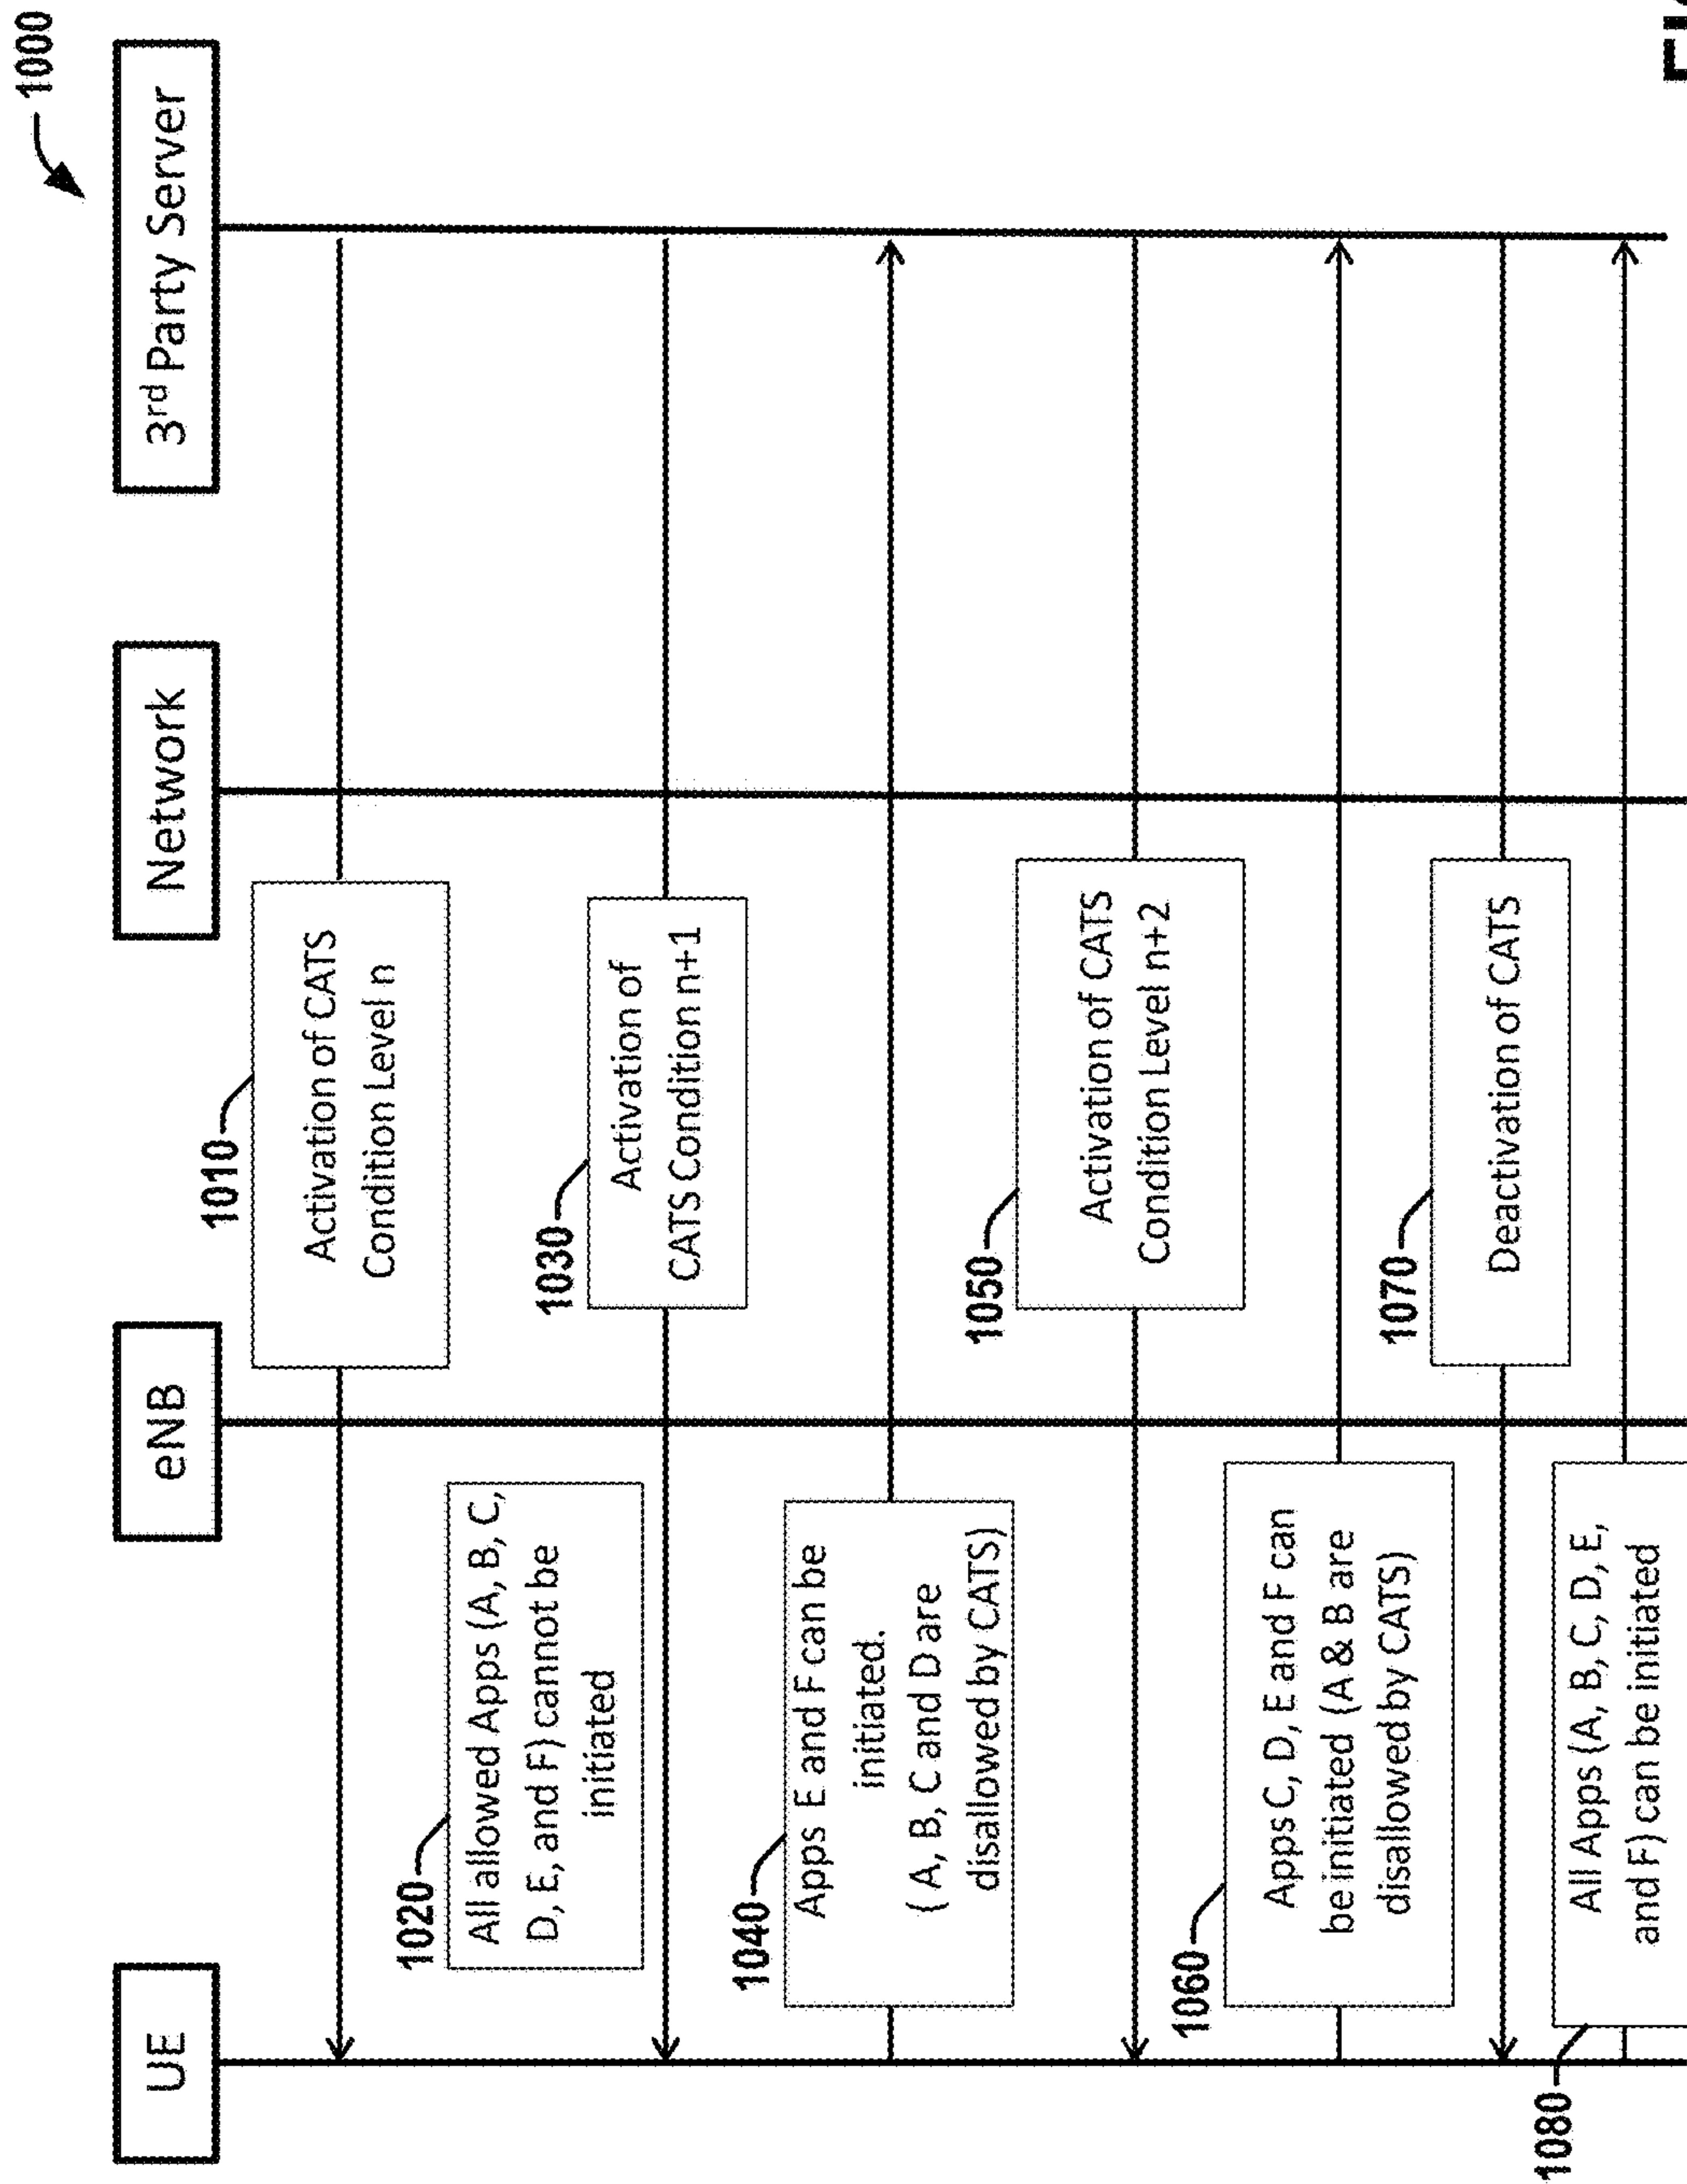 1000
UE
eNB
Network
3rd Party Server
1010
Activation of CATS
Condition Level n
1020
All allowed Apps (A, B, C,
D, E, and F) cannot be
initiated
1030
Activation of
CATS Condition n+1
1040
Apps E and F can be
initiated.
( A, B, C and D are
disallowed by CATS)
1050
Activation of CATS
Condition Level n+2
1060
Apps C, D, E and F can
be initiated (A & B are
disallowed by CATS)
1070
Deactivation of CATS
1080
All Apps (A, B, C, D, E,
and F) can be initiated